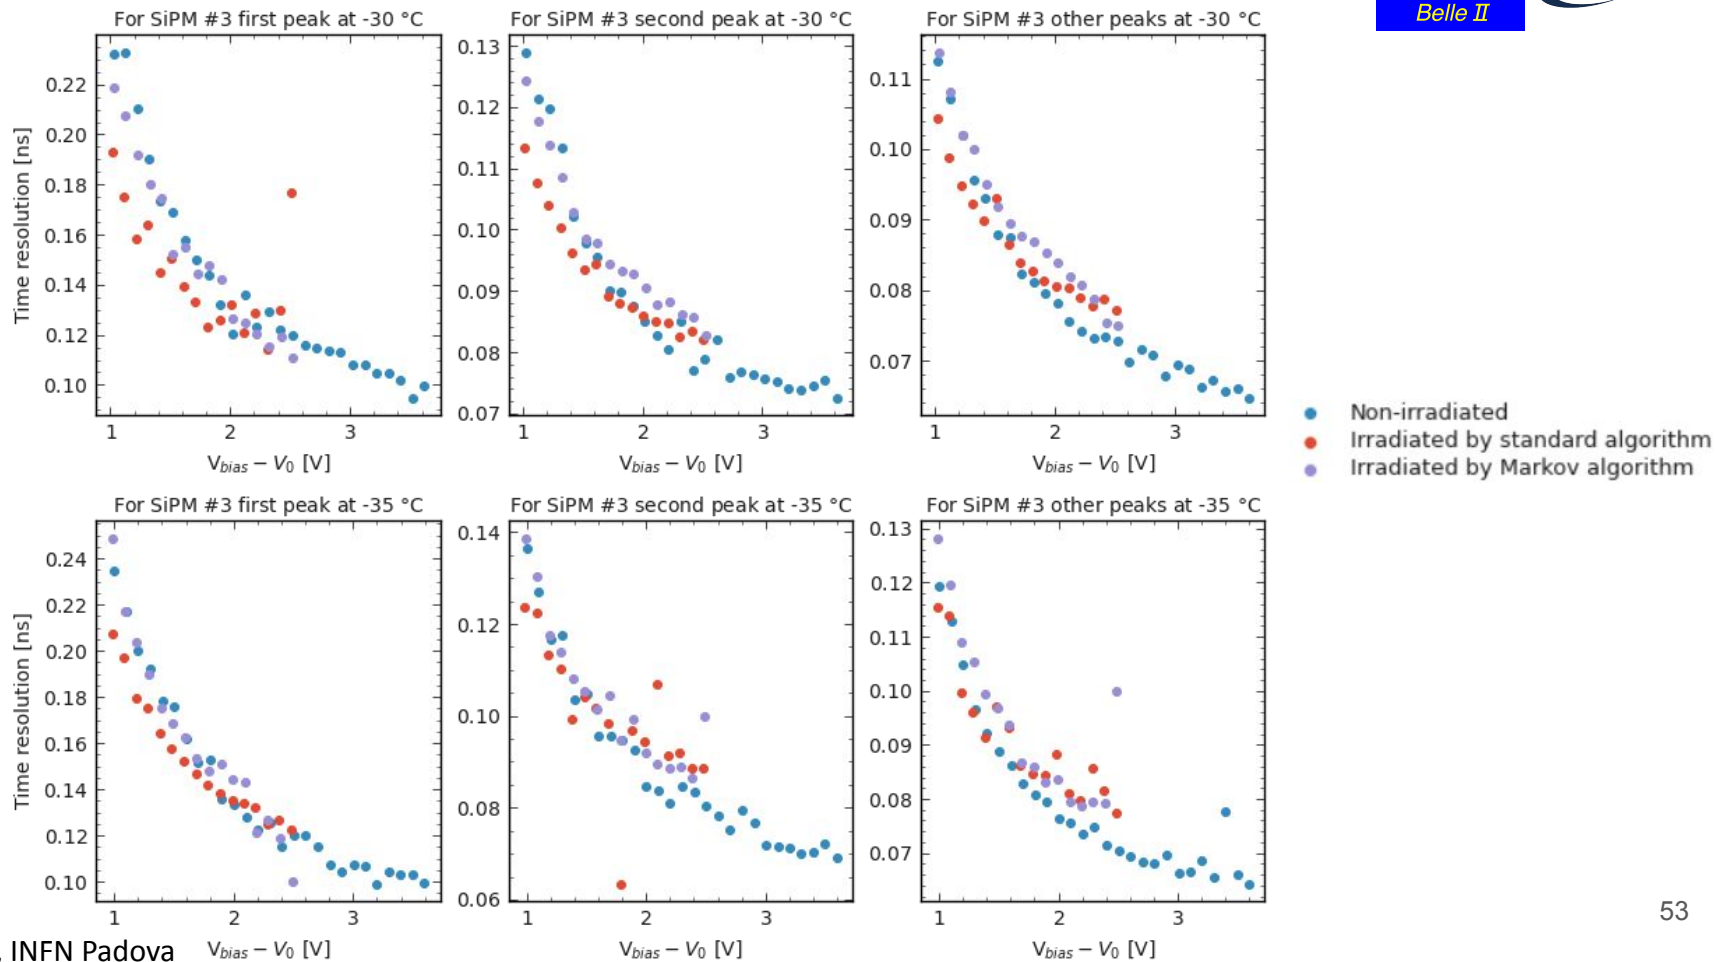 Belle II
For SiPM #3 first peak at -30 °C
For SiPM #3 second peak at -30 °C
For SiPM #3 other peaks at -30 °C
Time resolution [ns]
0.22
0.20
0.18
0.16
0.14
0.12
0.10
1 2 3
V_bias − V_0 [V]
0.13
0.12
0.11
0.10
0.09
0.08
0.07
1 2 3
V_bias − V_0 [V]
0.11
0.10
0.09
0.08
0.07
1 2 3
V_bias − V_0 [V]
Non-irradiated
Irradiated by standard algorithm
Irradiated by Markov algorithm
For SiPM #3 first peak at -35 °C
For SiPM #3 second peak at -35 °C
For SiPM #3 other peaks at -35 °C
Time resolution [ns]
0.24
0.22
0.20
0.18
0.16
0.14
0.12
0.10
1 2 3
V_bias − V_0 [V]
0.14
0.12
0.10
0.08
0.06
1 2 3
V_bias − V_0 [V]
0.13
0.12
0.11
0.10
0.09
0.08
0.07
1 2 3
V_bias − V_0 [V]
53
, INFN Padova